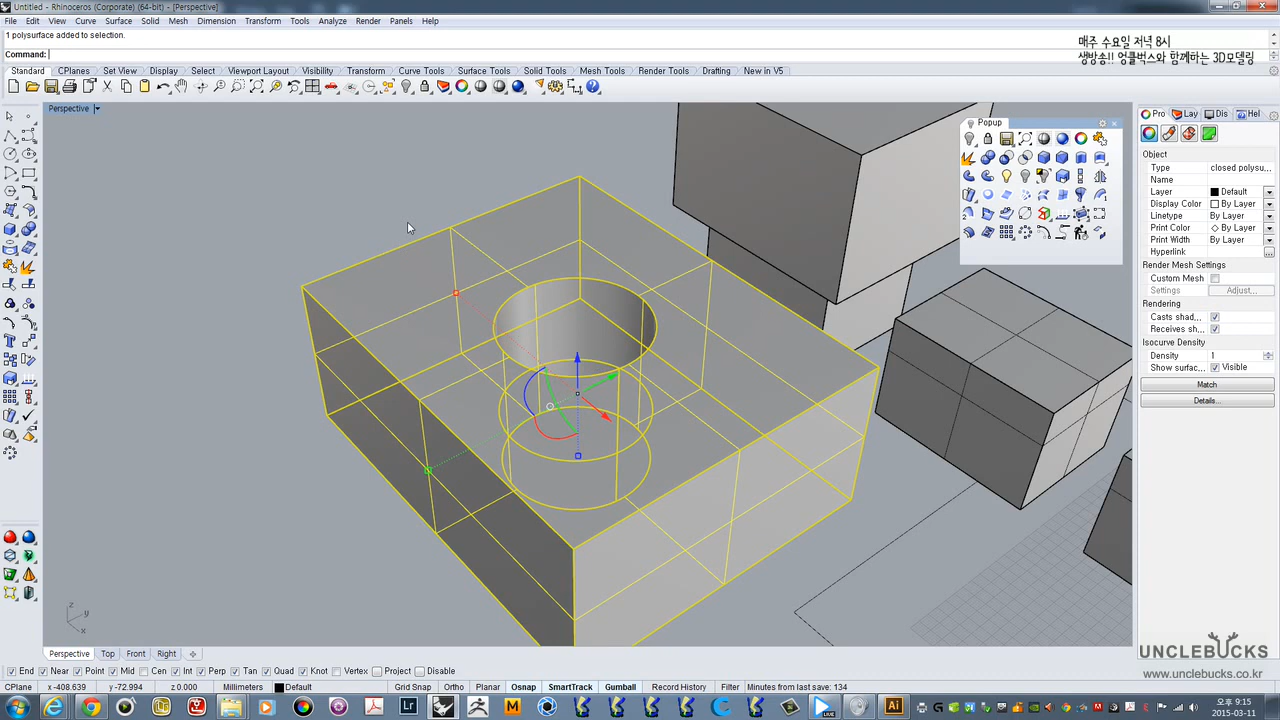 Untitled - Rhinoceros (Corporate) (64-bit) - [Perspective]
File Edit View Curve Surface Solid Mesh Dimension Transform Tools Analyze Render Panels Help
1 polysurface added to selection.
매주 수요일 저녁 8시
Command:
생방송!! 엉클벅스와 함께하는 3D모델링
Standard CPlanes Set View Display Select Viewport Layout Visibility Transform Curve Tools Surface Tools Solid Tools Mesh Tools Render Tools Drafting New in V5
Perspective
Popup
Pro Lay Dis Hel
Object
Type closed polysu...
Name
Layer Default
Display Color By Layer
Linetype By Layer
Print Color By Layer
Print Width By Layer
Hyperlink
Render Mesh Settings
Custom Mesh
Settings Adjust...
Rendering
Casts shad...
Receives sh...
Isocurve Density
Density 1
Show surfac... Visible
Match
Details...
z
y
x
Perspective Top Front Right
UNCLEBUCKS
www.unclebucks.co.kr
End Near Point Mid Cen Int Perp Tan Quad Knot Vertex Project Disable
CPlane x -408.639 y -72.994 z 0.000 Millimeters Default Grid Snap Ortho Planar Osnap SmartTrack Gumball Record History Filter Minutes from last save: 134
Lr
M
LIVE
Ai
오후 9:15
2015-03-11